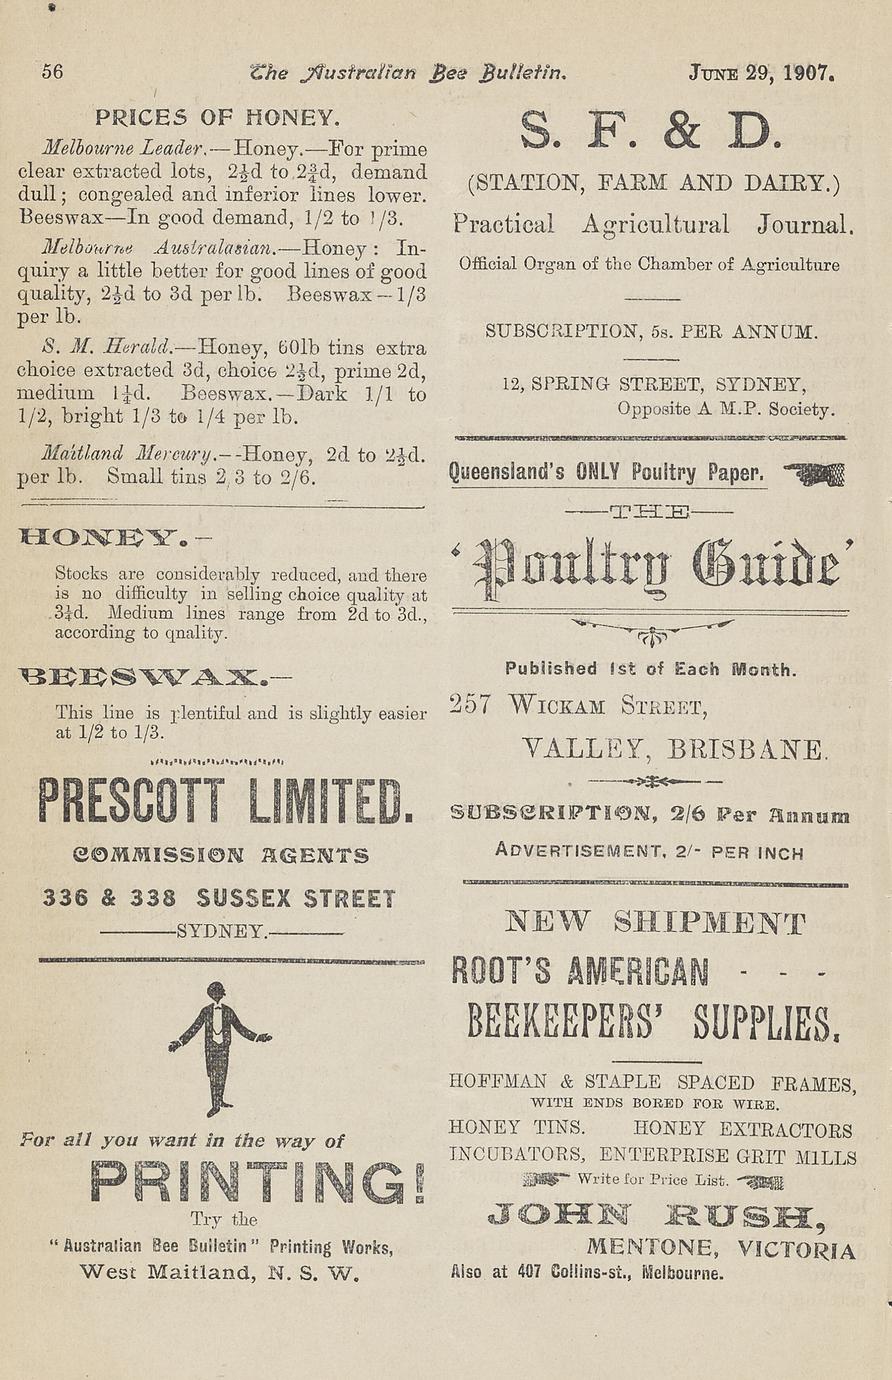 56 The Australian Bee Bulletin. JUNE 29, 1907.
PRICES OF HONEY.
Melbourne Leader.—Honey.—For prime
clear extracted lots, 2½d to 2¾d, demand
dull; congealed and inferior lines lower.
Beeswax—In good demand, 1/2 to 1/3.
Melbourne Australasian.—Honey: In-
quiry a little better for good lines of good
quality, 2½d to 3d per lb. Beeswax—1/3
per lb.
S. M. Herald.—Honey, 60lb tins extra
choice extracted 3d, choice 2½d, prime 2d,
medium 1½d. Beeswax.—Dark 1/1 to
1/2, bright 1/3 to 1/4 per lb.
Maitland Mercury.--Honey, 2d to 2½d.
per lb. Small tins 2/3 to 2/6.
HONEY.—
Stocks are considerably reduced, and there
is no difficulty in selling choice quality at
3¼d. Medium lines range from 2d to 3d.,
according to qnality.
BEESWAX.—
This line is plentiful and is slightly easier
at 1/2 to 1/3.
PRESCOTT LIMITED.
COMMISSION AGENTS
336 & 338 SUSSEX STREET
SYDNEY.
For all you want in the way of
PRINTING!
Try the
"Australian Bee Bulletin" Printing Works,
West Maitland, N. S. W.
S. F. & D.
(STATION, FARM AND DAIRY.)
Practical Agricultural Journal.
Official Organ of the Chamber of Agriculture
SUBSCRIPTION, 5s. PER ANNUM.
12, SPRING STREET, SYDNEY,
Opposite A M.P. Society.
Queensland's ONLY Poultry Paper.
THE
'Poultry Guide'
Published 1st of Each Month.
257 WICKAM STREET,
VALLEY, BRISBANE.
SUBSCRIPTION, 2/6 Per Annum
ADVERTISEMENT, 2/- PER INCH
NEW SHIPMENT
ROOT'S AMERICAN - - -
BEEKEEPERS' SUPPLIES.
HOFFMAN & STAPLE SPACED FRAMES,
WITH ENDS BORED FOR WIRE.
HONEY TINS. HONEY EXTRACTORS
INCUBATORS, ENTERPRISE GRIT MILLS
Write for Price List.
JOHN RUSH,
MENTONE, VICTORIA
Also at 407 Collins-st., Melbourne.